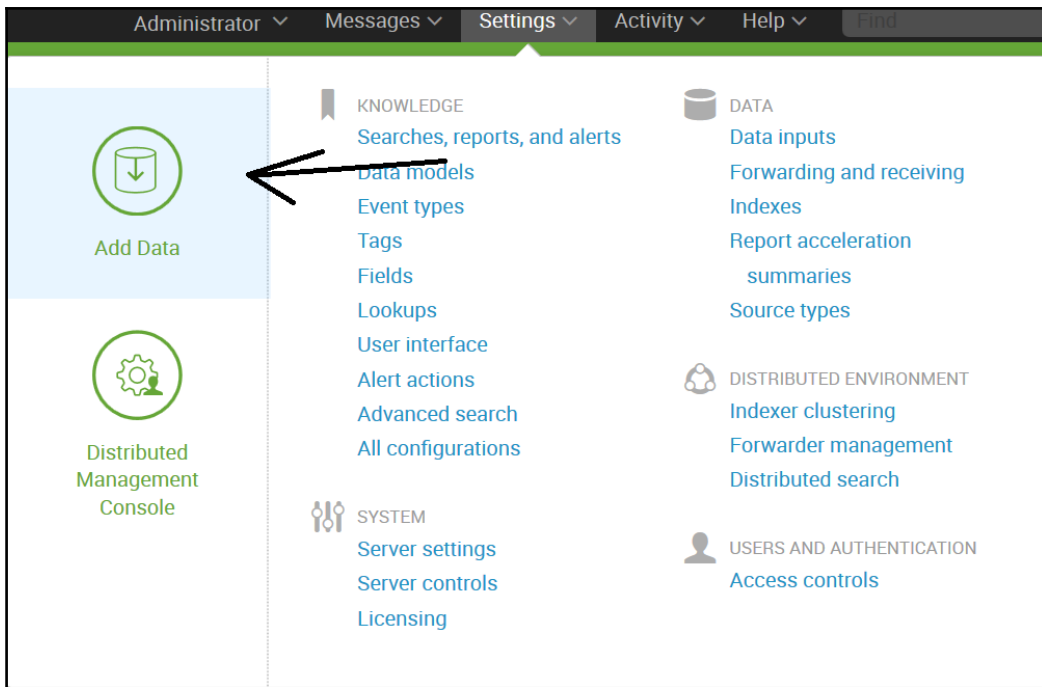 Administrator Messages Settings Activity Help Find
Add Data
Distributed
Management
Console
KNOWLEDGE
Searches, reports, and alerts
Data models
Event types
Tags
Fields
Lookups
User interface
Alert actions
Advanced search
All configurations
SYSTEM
Server settings
Server controls
Licensing
DATA
Data inputs
Forwarding and receiving
Indexes
Report acceleration
summaries
Source types
DISTRIBUTED ENVIRONMENT
Indexer clustering
Forwarder management
Distributed search
USERS AND AUTHENTICATION
Access controls